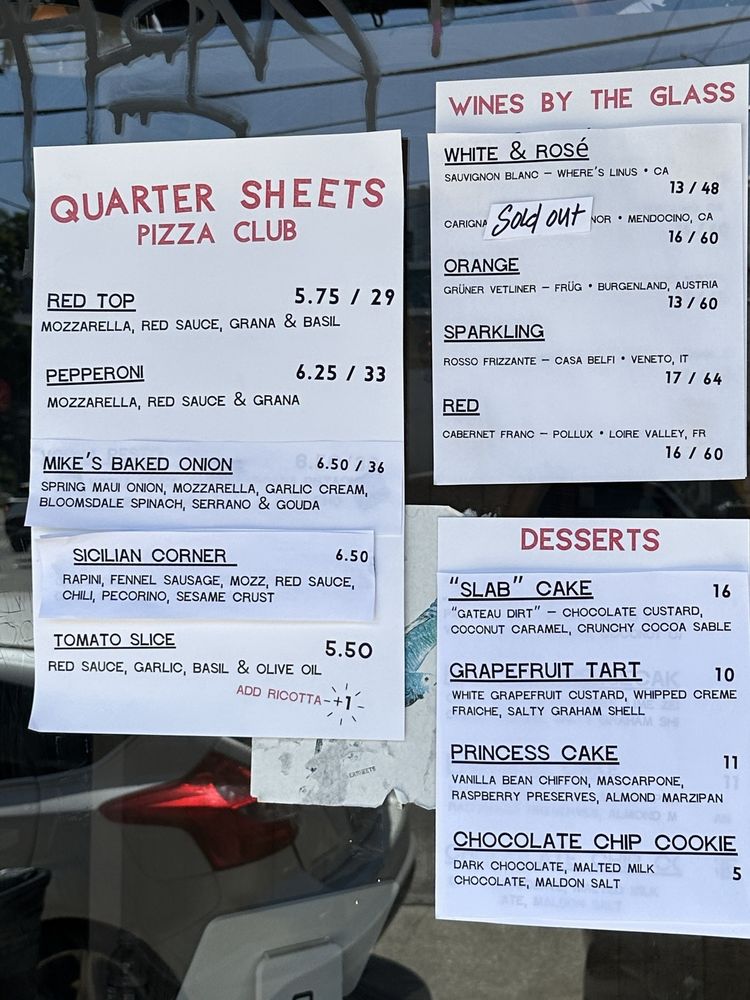 QUARTER SHEETS
PIZZA CLUB
RED TOP 5.75 / 29
MOZZARELLA, RED SAUCE, GRANA & BASIL
PEPPERONI 6.25 / 33
MOZZARELLA, RED SAUCE & GRANA
MIKE'S BAKED ONION 6.50 / 36
SPRING MAUI ONION, MOZZARELLA, GARLIC CREAM,
BLOOMSDALE SPINACH, SERRANO & GOUDA
SICILIAN CORNER 6.50
RAPINI, FENNEL SAUSAGE, MOZZ, RED SAUCE,
CHILI, PECORINO, SESAME CRUST
TOMATO SLICE 5.50
RED SAUCE, GARLIC, BASIL & OLIVE OIL
ADD RICOTTA-+1
WINES BY THE GLASS
WHITE & ROSÉ
SAUVIGNON BLANC – WHERE'S LINUS • CA
13 / 48
CARIGNA Sold out NOR • MENDOCINO, CA
16 / 60
ORANGE
GRÜNER VETLINER – FRÜG • BURGENLAND, AUSTRIA
13 / 60
SPARKLING
ROSSO FRIZZANTE – CASA BELFI • VENETO, IT
17 / 64
RED
CABERNET FRANC – POLLUX • LOIRE VALLEY, FR
16 / 60
DESSERTS
"SLAB" CAKE 16
"GATEAU DIRT" – CHOCOLATE CUSTARD,
COCONUT CARAMEL, CRUNCHY COCOA SABLE
GRAPEFRUIT TART 10
WHITE GRAPEFRUIT CUSTARD, WHIPPED CREME
FRAICHE, SALTY GRAHAM SHELL
PRINCESS CAKE 11
VANILLA BEAN CHIFFON, MASCARPONE,
RASPBERRY PRESERVES, ALMOND MARZIPAN
CHOCOLATE CHIP COOKIE
DARK CHOCOLATE, MALTED MILK 5
CHOCOLATE, MALDON SALT